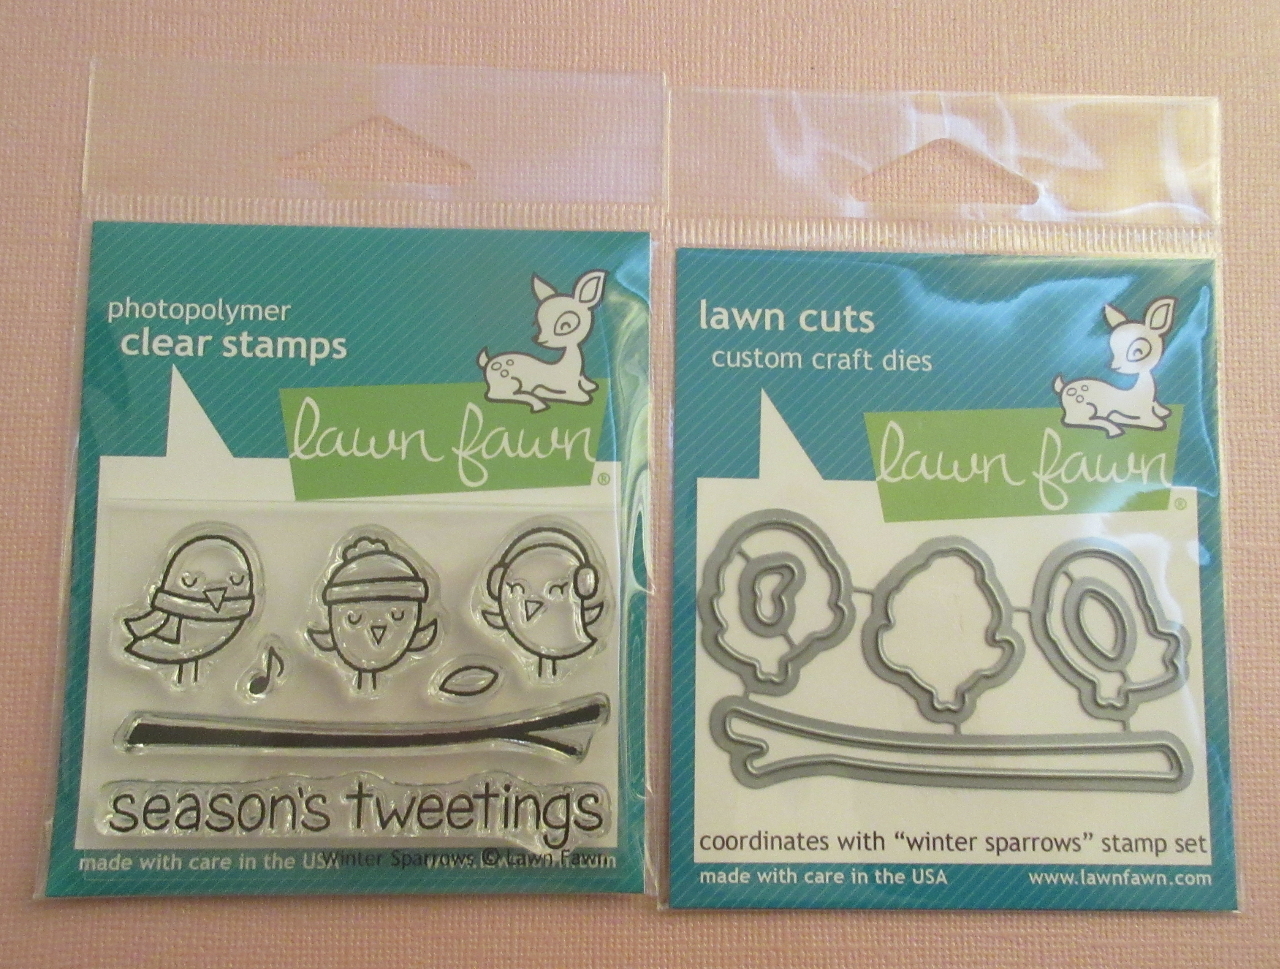 photopolymer
clear stamps
lawn fawn
®
season's tweetings
made with care in the USA
Winter Sparrows © Lawn Fawn
lawn cuts
custom craft dies
lawn fawn
®
coordinates with “winter sparrows” stamp set
made with care in the USA
www.lawnfawn.com